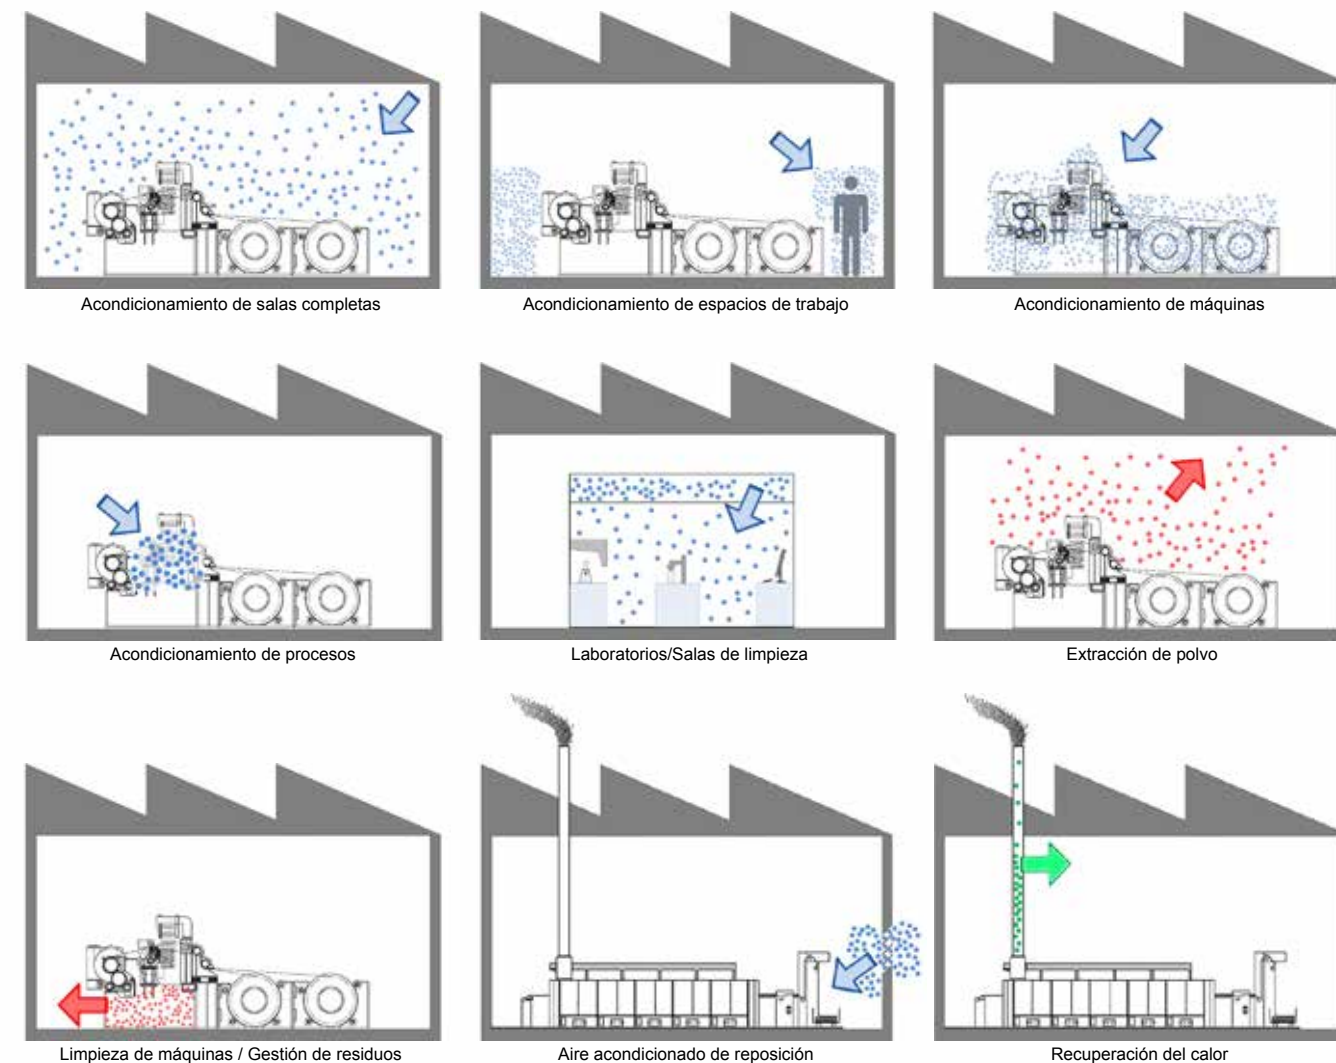 Acondicionamiento de salas completas
Acondicionamiento de espacios de trabajo
Acondicionamiento de máquinas
Acondicionamiento de procesos
Laboratorios/Salas de limpieza
Extracción de polvo
Limpieza de máquinas / Gestión de residuos
Aire acondicionado de reposición
Recuperación del calor